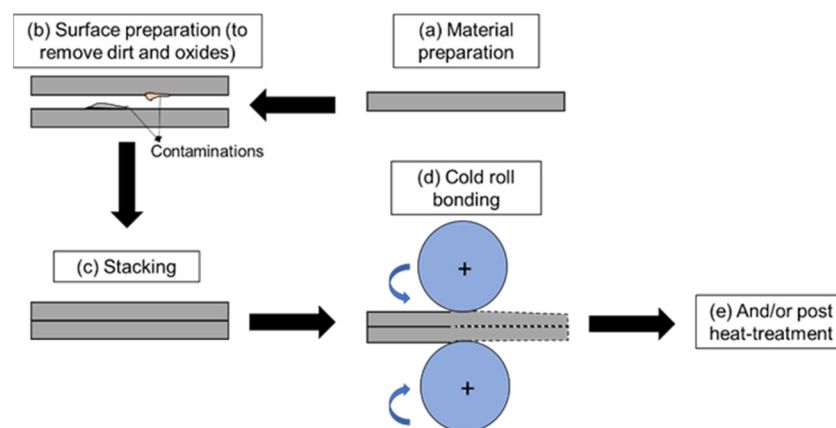 (b) Surface preparation (to
remove dirt and oxides)
(a) Material
preparation
Contaminations
(d) Cold roll
bonding
(c) Stacking
+
(e) And/or post
heat-treatment
+